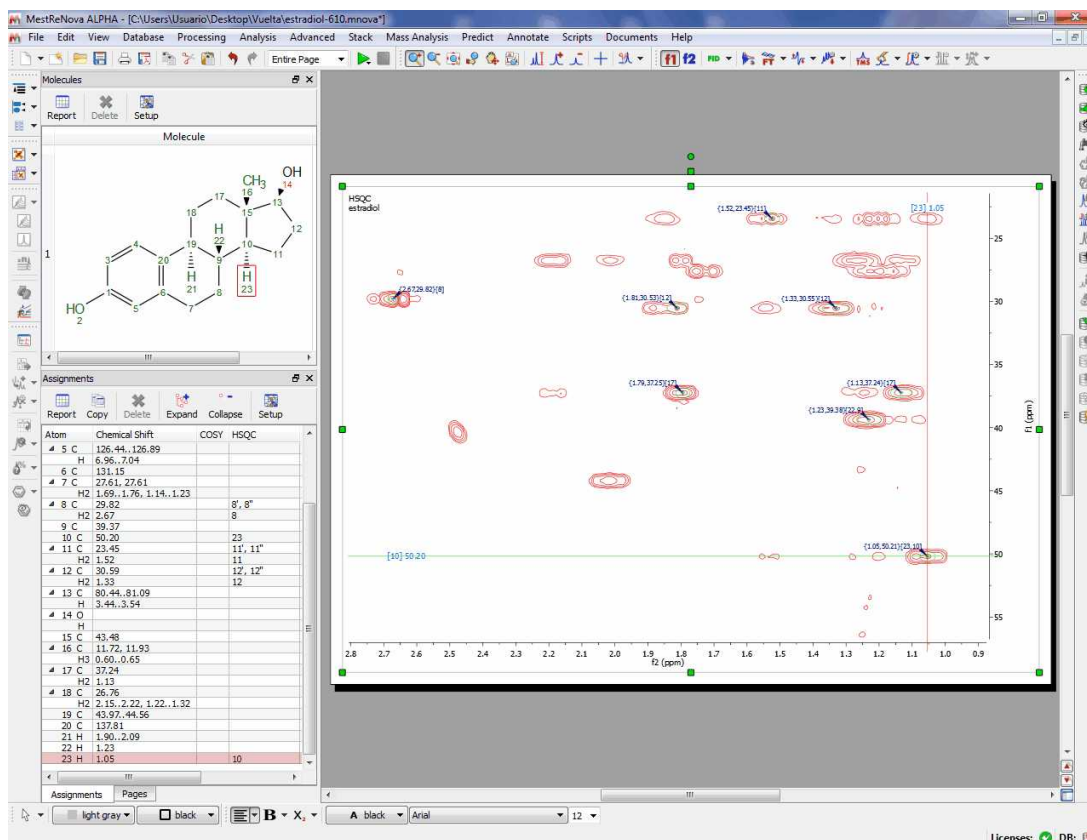 MestReNova ALPHA - [C:\Users\Usuario\Desktop\Vuelta\estradiol-610.mnova*]
File Edit View Database Processing Analysis Advanced Stack Mass Analysis Predict Annotate Scripts Documents Help
Entire Page
f1 f2 FID FT TMS
Molecules
Report Delete Setup
Molecule
1
OH
14
CH3
16
17
13
18
15
12
H
22
10
11
4
19
9
3
20
H
21
H
23
8
1
6
7
5
HO
2
Assignments
Report Copy Delete Expand Collapse Setup
Atom Chemical Shift COSY HSQC
5 C 126.44..126.89
H 6.96..7.04
6 C 131.15
7 C 27.61, 27.61
H2 1.69..1.76, 1.14..1.23
8 C 29.82 8', 8"
H2 2.67 8
9 C 39.37
10 C 50.20 23
11 C 23.45 11', 11"
H2 1.52 11
12 C 30.59 12', 12"
H2 1.33 12
13 C 80.44..81.09
H 3.44..3.54
14 O
H
15 C 43.48
16 C 11.72, 11.93
H3 0.60..0.65
17 C 37.24
H2 1.13
18 C 26.76
H2 2.15..2.22, 1.22..1.32
19 C 43.97..44.56
20 C 137.81
21 H 1.90..2.09
22 H 1.23
23 H 1.05 10
Assignments Pages
HSQC
estradiol
{1.52,23.45}[11]
[23] 1.05
{2.67,29.82}[8]
{1.81,30.53}[12]
{1.33,30.55}[12]
{1.79,37.25}[17]
{1.13,37.24}[17]
{1.23,39.38}[22,9]
{1.05,50.21}[23,10]
[10] 50.20
25
30
35
40
45
50
55
f1 (ppm)
2.8 2.7 2.6 2.5 2.4 2.3 2.2 2.1 2.0 1.9 1.8 1.7 1.6 1.5 1.4 1.3 1.2 1.1 1.0 0.9
f2 (ppm)
light gray black B X2 A black Arial 12
Licenses: DB: